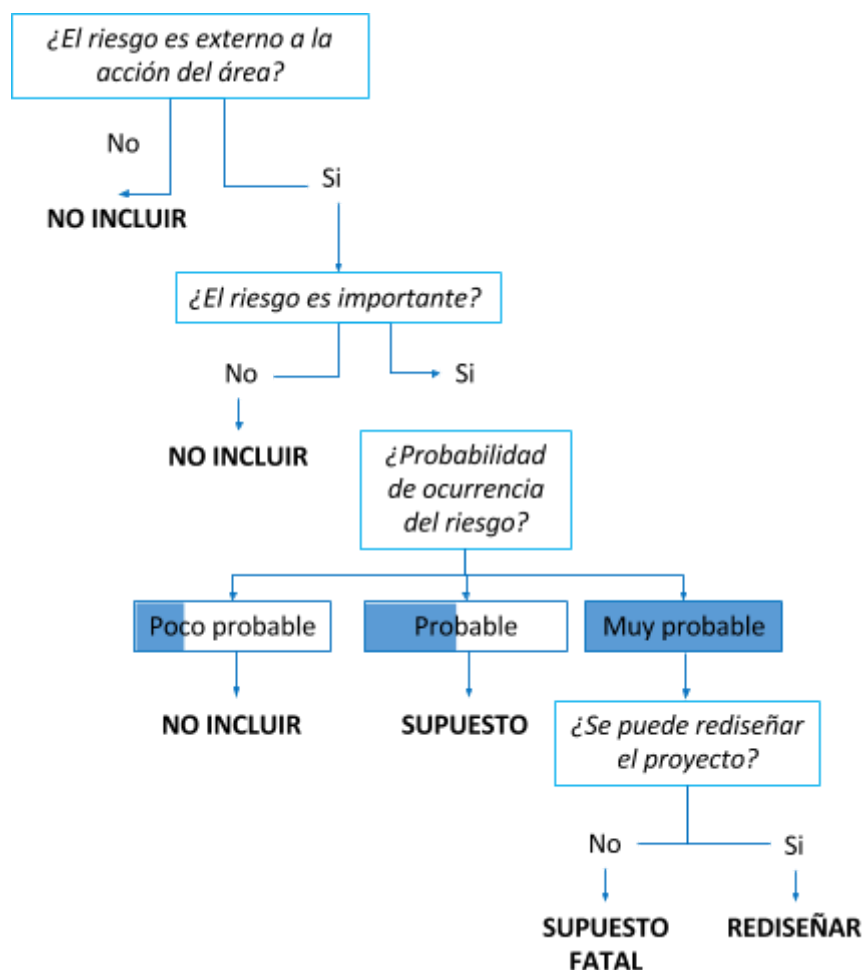 ¿El riesgo es externo a la
acción del área?
No
Si
NO INCLUIR
¿El riesgo es importante?
No
Si
NO INCLUIR
¿Probabilidad
de ocurrencia
del riesgo?
Poco probable
Probable
Muy probable
NO INCLUIR
SUPUESTO
¿Se puede rediseñar
el proyecto?
No
Si
SUPUESTO
FATAL
REDISEÑAR